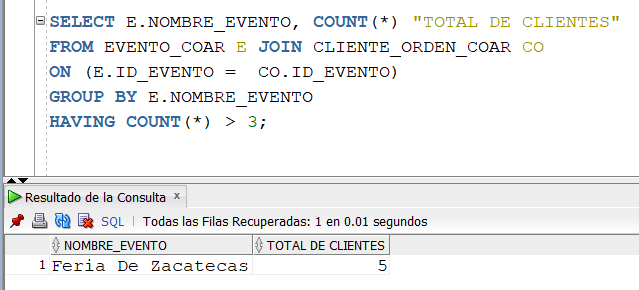 SELECT E.NOMBRE_EVENTO, COUNT(*) "TOTAL DE CLIENTES"
FROM EVENTO_COAR E JOIN CLIENTE_ORDEN_COAR CO
ON (E.ID_EVENTO =  CO.ID_EVENTO)
GROUP BY E.NOMBRE_EVENTO
HAVING COUNT(*) > 3;
Resultado de la Consulta x
SQL | Todas las Filas Recuperadas: 1 en 0.01 segundos
NOMBRE_EVENTO TOTAL DE CLIENTES
1 Feria De Zacatecas 5